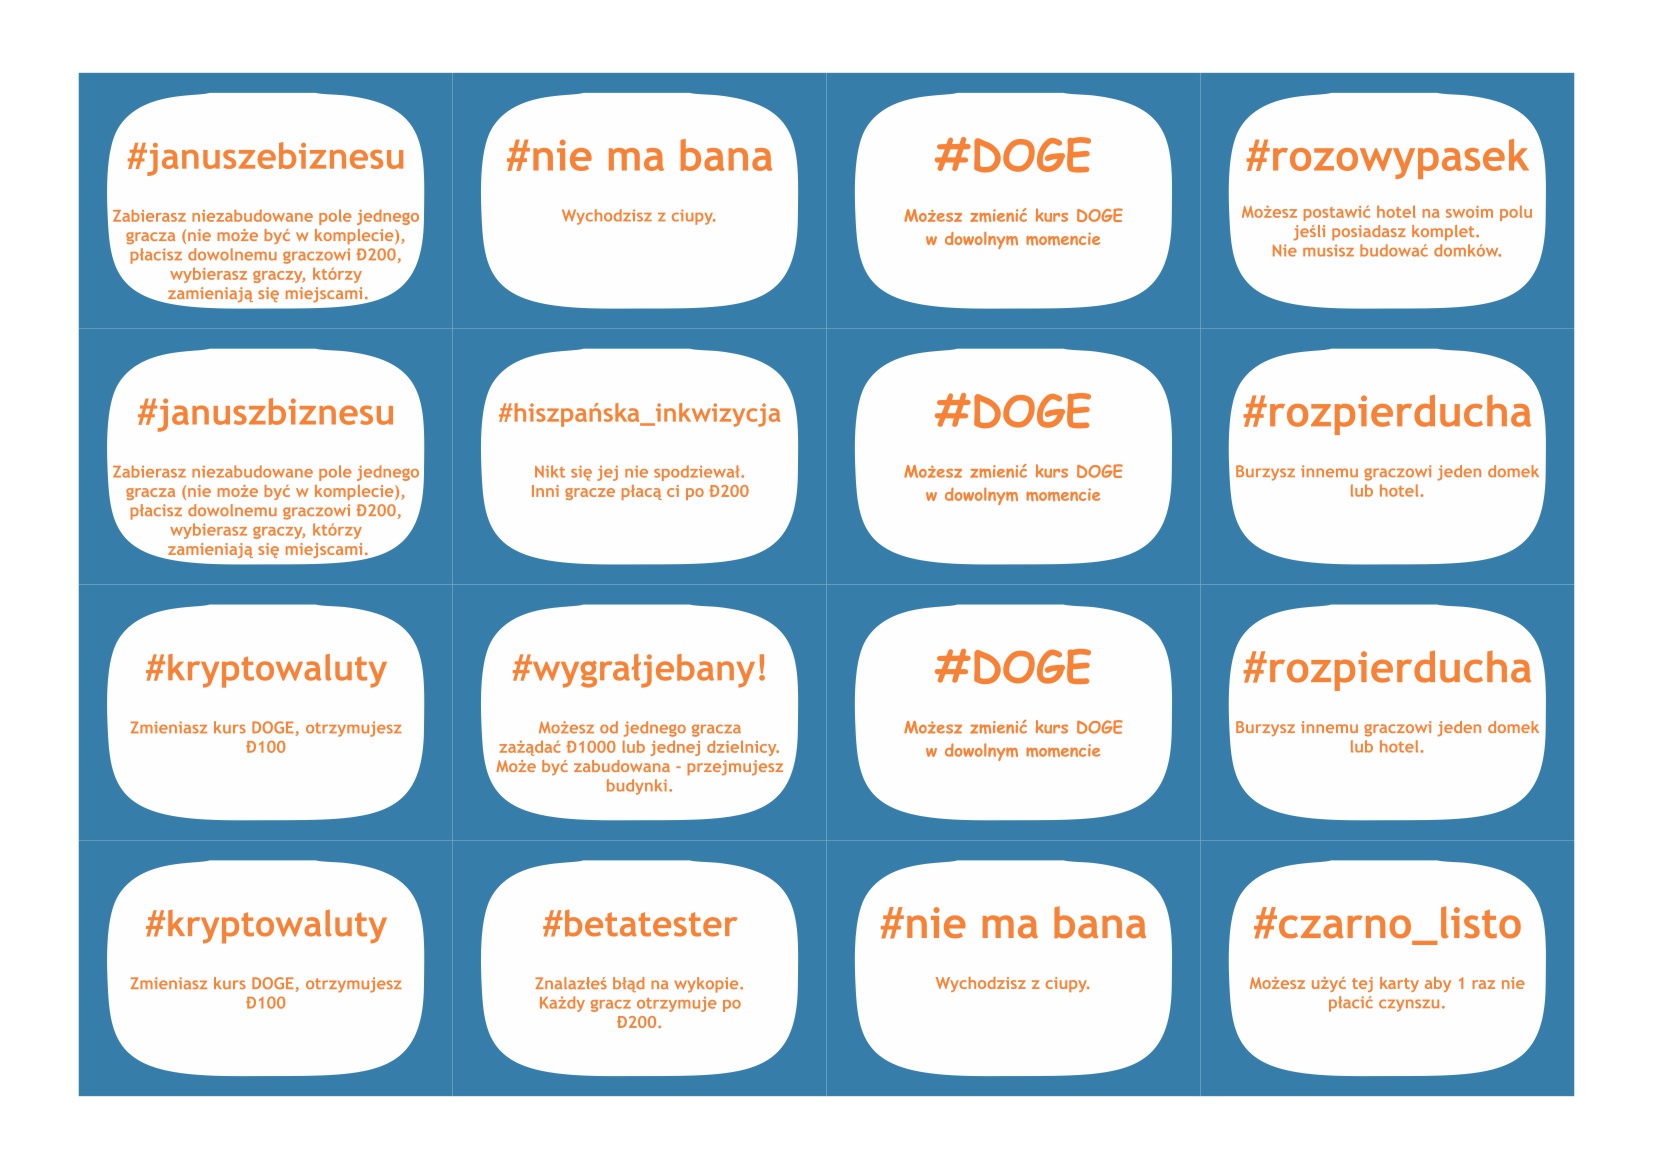 #januszebiznesu
Zabierasz niezabudowane pole jednego
gracza (nie może być w komplecie),
płacisz dowolnemu graczowi Đ200,
wybierasz graczy, którzy
zamieniają się miejscami.
#nie ma bana
Wychodzisz z ciupy.
#DOGE
Możesz zmienić kurs DOGE
w dowolnym momencie
#rozowypasek
Możesz postawić hotel na swoim polu
jeśli posiadasz komplet.
Nie musisz budować domków.
#januszbiznesu
Zabierasz niezabudowane pole jednego
gracza (nie może być w komplecie),
płacisz dowolnemu graczowi Đ200,
wybierasz graczy, którzy
zamieniają się miejscami.
#hiszpańska_inkwizycja
Nikt się jej nie spodziewał.
Inni gracze płacą ci po Đ200
#DOGE
Możesz zmienić kurs DOGE
w dowolnym momencie
#rozpierducha
Burzysz innemu graczowi jeden domek
lub hotel.
#kryptowaluty
Zmieniasz kurs DOGE, otrzymujesz
Đ100
#wygrałjebany!
Możesz od jednego gracza
zażądać Đ1000 lub jednej dzielnicy.
Może być zabudowana - przejmujesz
budynki.
#DOGE
Możesz zmienić kurs DOGE
w dowolnym momencie
#rozpierducha
Burzysz innemu graczowi jeden domek
lub hotel.
#kryptowaluty
Zmieniasz kurs DOGE, otrzymujesz
Đ100
#betatester
Znalazłeś błąd na wykopie.
Każdy gracz otrzymuje po
Đ200.
#nie ma bana
Wychodzisz z ciupy.
#czarno_listo
Możesz użyć tej karty aby 1 raz nie
płacić czynszu.